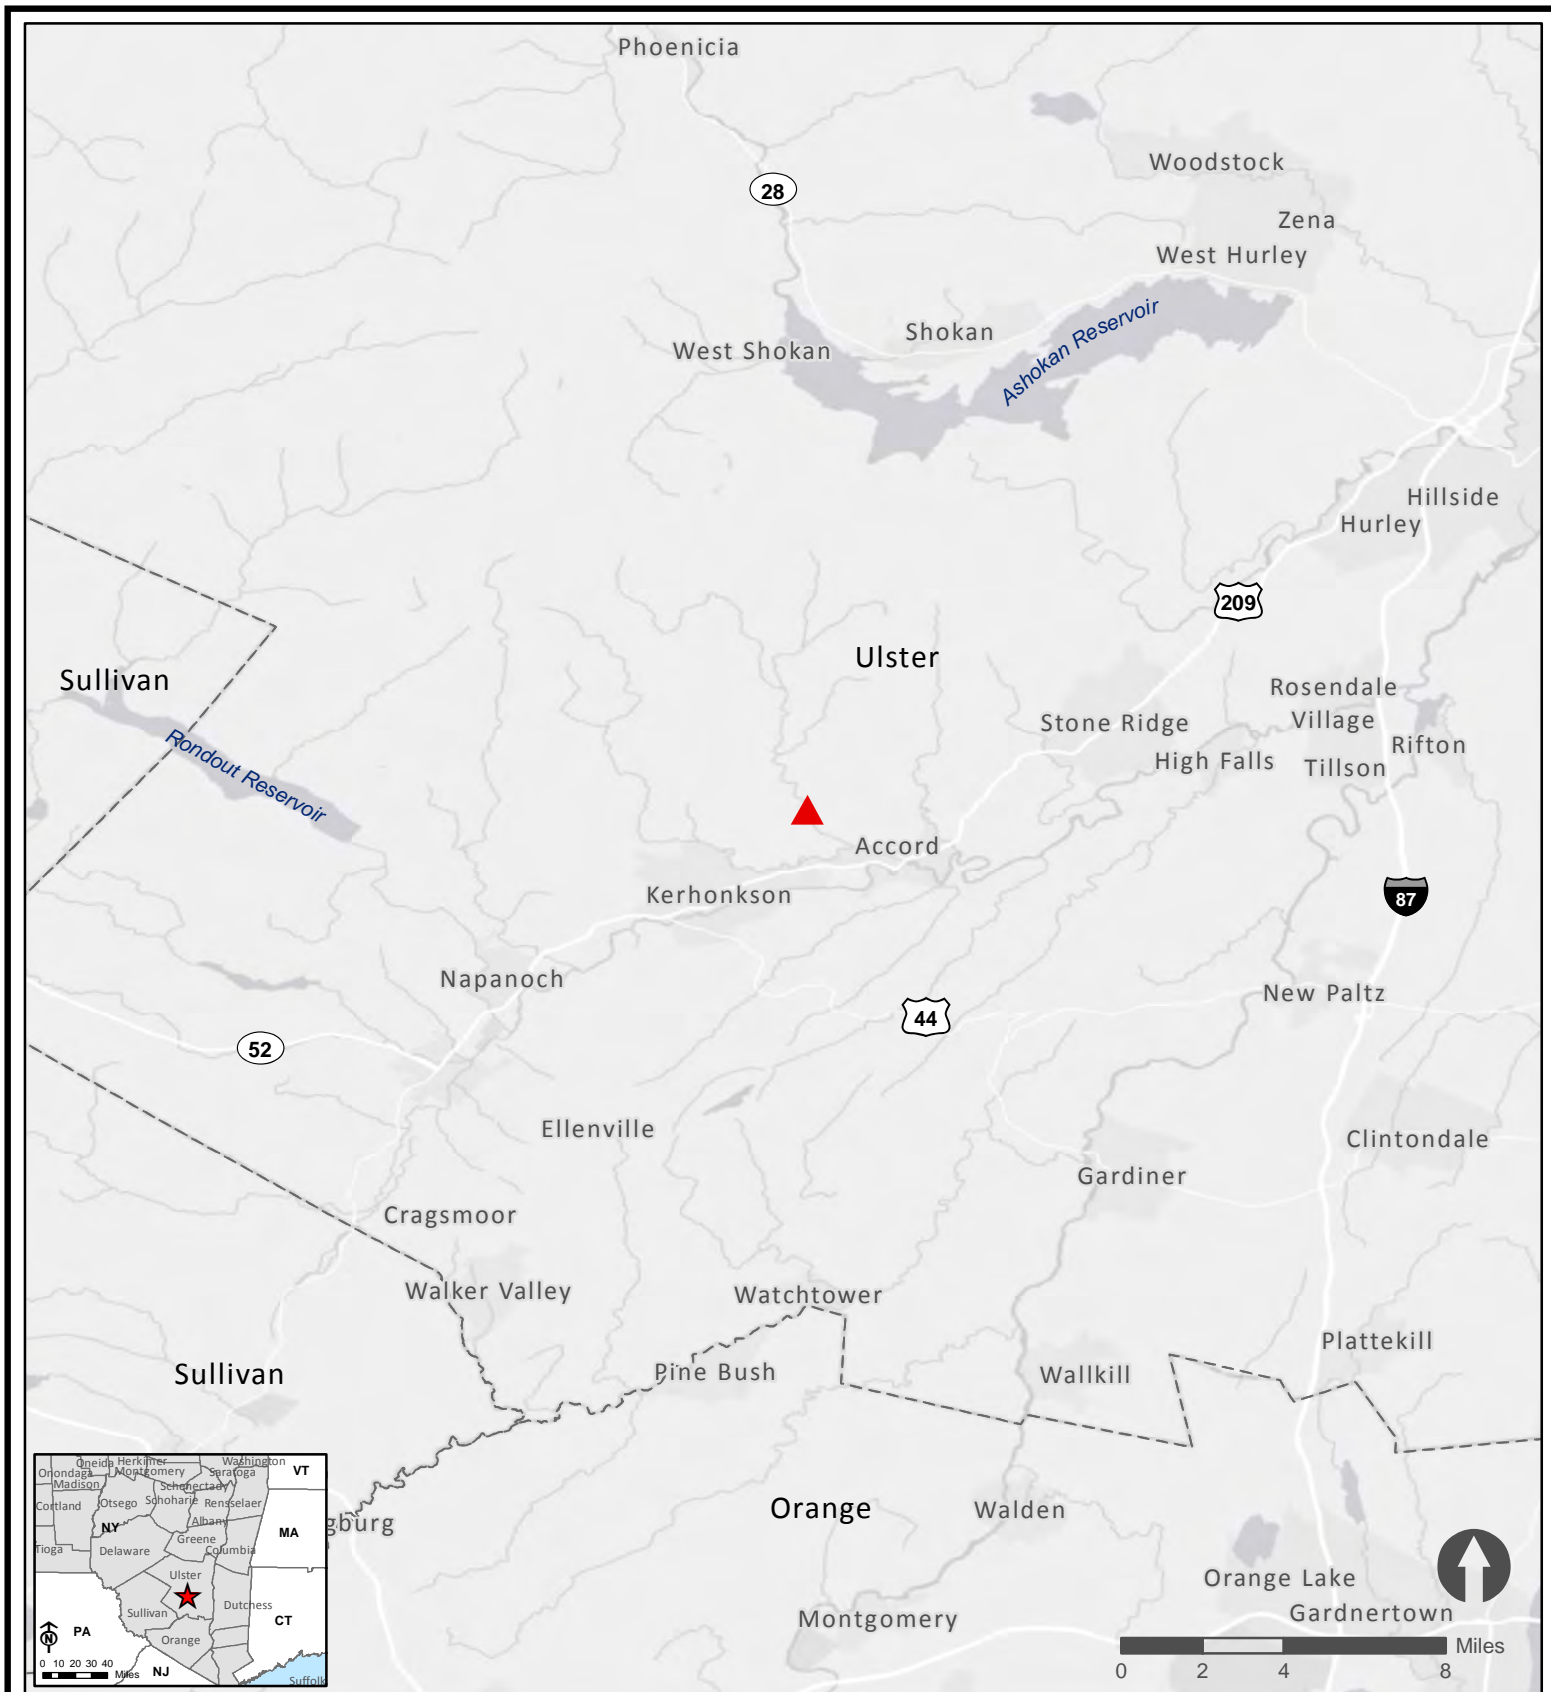 Phoenicia
Woodstock
28
Zena
West Hurley
Ashokan Reservoir
Shokan
West Shokan
Hillside
Hurley
209
Ulster
Sullivan
Rosendale
Village
Stone Ridge
Rifton
High Falls
Tillson
Rondout Reservoir
Accord
Kerhonkson
87
Napanoch
New Paltz
44
52
Ellenville
Clintondale
Gardiner
Cragsmoor
Walker Valley
Watchtower
Plattekill
Sullivan
Pine Bush
Wallkill
Orange
Walden
gburg
Orange Lake
Gardnertown
Montgomery
Miles
0 2 4 8
Oneida
Herkimer
Washington
Onondaga
Montgomery
Saratoga
VT
Madison
Schenectady
Cortland
Otsego
Schoharie
Rensselaer
NY
Albany
MA
Tioga
Delaware
Greene
Columbia
Ulster
Sullivan
Dutchess
CT
PA
N
Orange
0 10 20 30 40
Miles
NJ
Suffolk